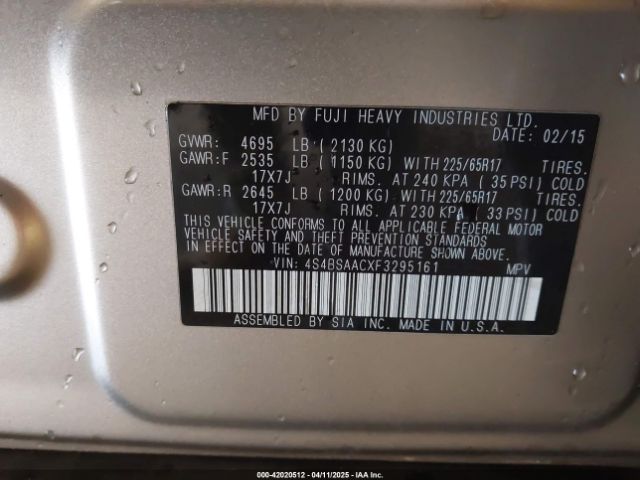 MFD BY FUJI HEAVY INDUSTRIES LTD.
DATE: 02/15
GVWR: 4695 LB ( 2130 KG)
GAWR:F 2535 LB ( 1150 KG) WITH 225/65R17 TIRES.
17X7J RIMS. AT 240 KPA ( 35 PSI) COLD
GAWR:R 2645 LB ( 1200 KG) WITH 225/65R17 TIRES.
17X7J RIMS. AT 230 KPA ( 33 PSI) COLD
THIS VEHICLE CONFORMS TO ALL APPLICABLE FEDERAL MOTOR
VEHICLE SAFETY, AND THEFT PREVENTION STANDARDS
IN EFFECT ON THE DATE OF MANUFACTURE SHOWN ABOVE.
VIN: 4S4BSAACXF3295161 MPV
ASSEMBLED BY SIA INC. MADE IN U.S.A.
000-42020512 - 04/11/2025 - IAAI, Inc.